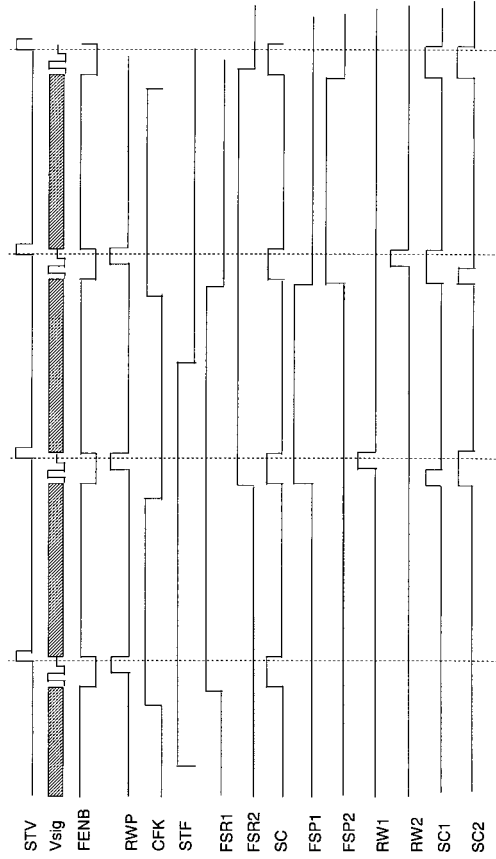 STV
Vsig
FENB
RWP
CFK
STF
FSR1
FSR2
SC
FSP1
FSP2
RW1
RW2
SC1
SC2